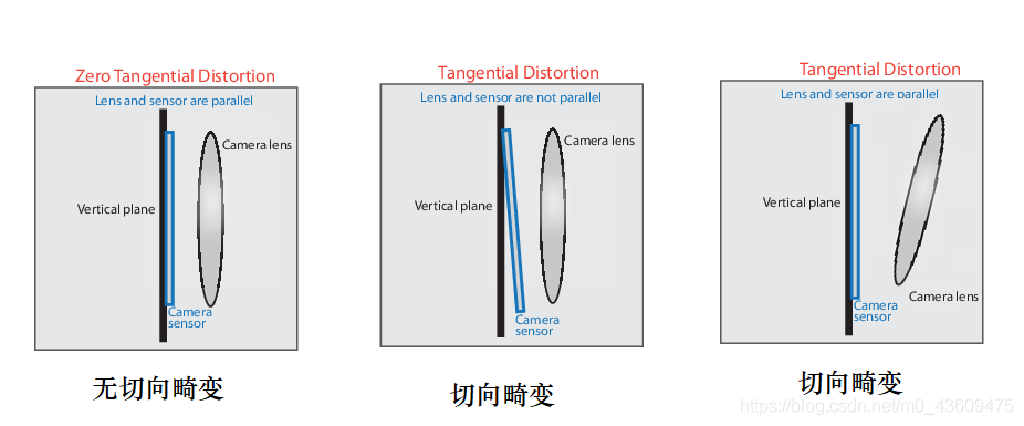 Zero Tangential Distortion
Lens and sensor are parallel
Camera lens
Vertical plane
Camera
sensor
无切向畸变
Tangential Distortion
Lens and sensor are not parallel
Camera lens
Vertical plane
Camera
sensor
切向畸变
Tangential Distortion
Lens and sensor are parallel
Vertical plane
Camera lens
Camera
sensor
切向畸变
https://blog.csdn.net/m0_43609475